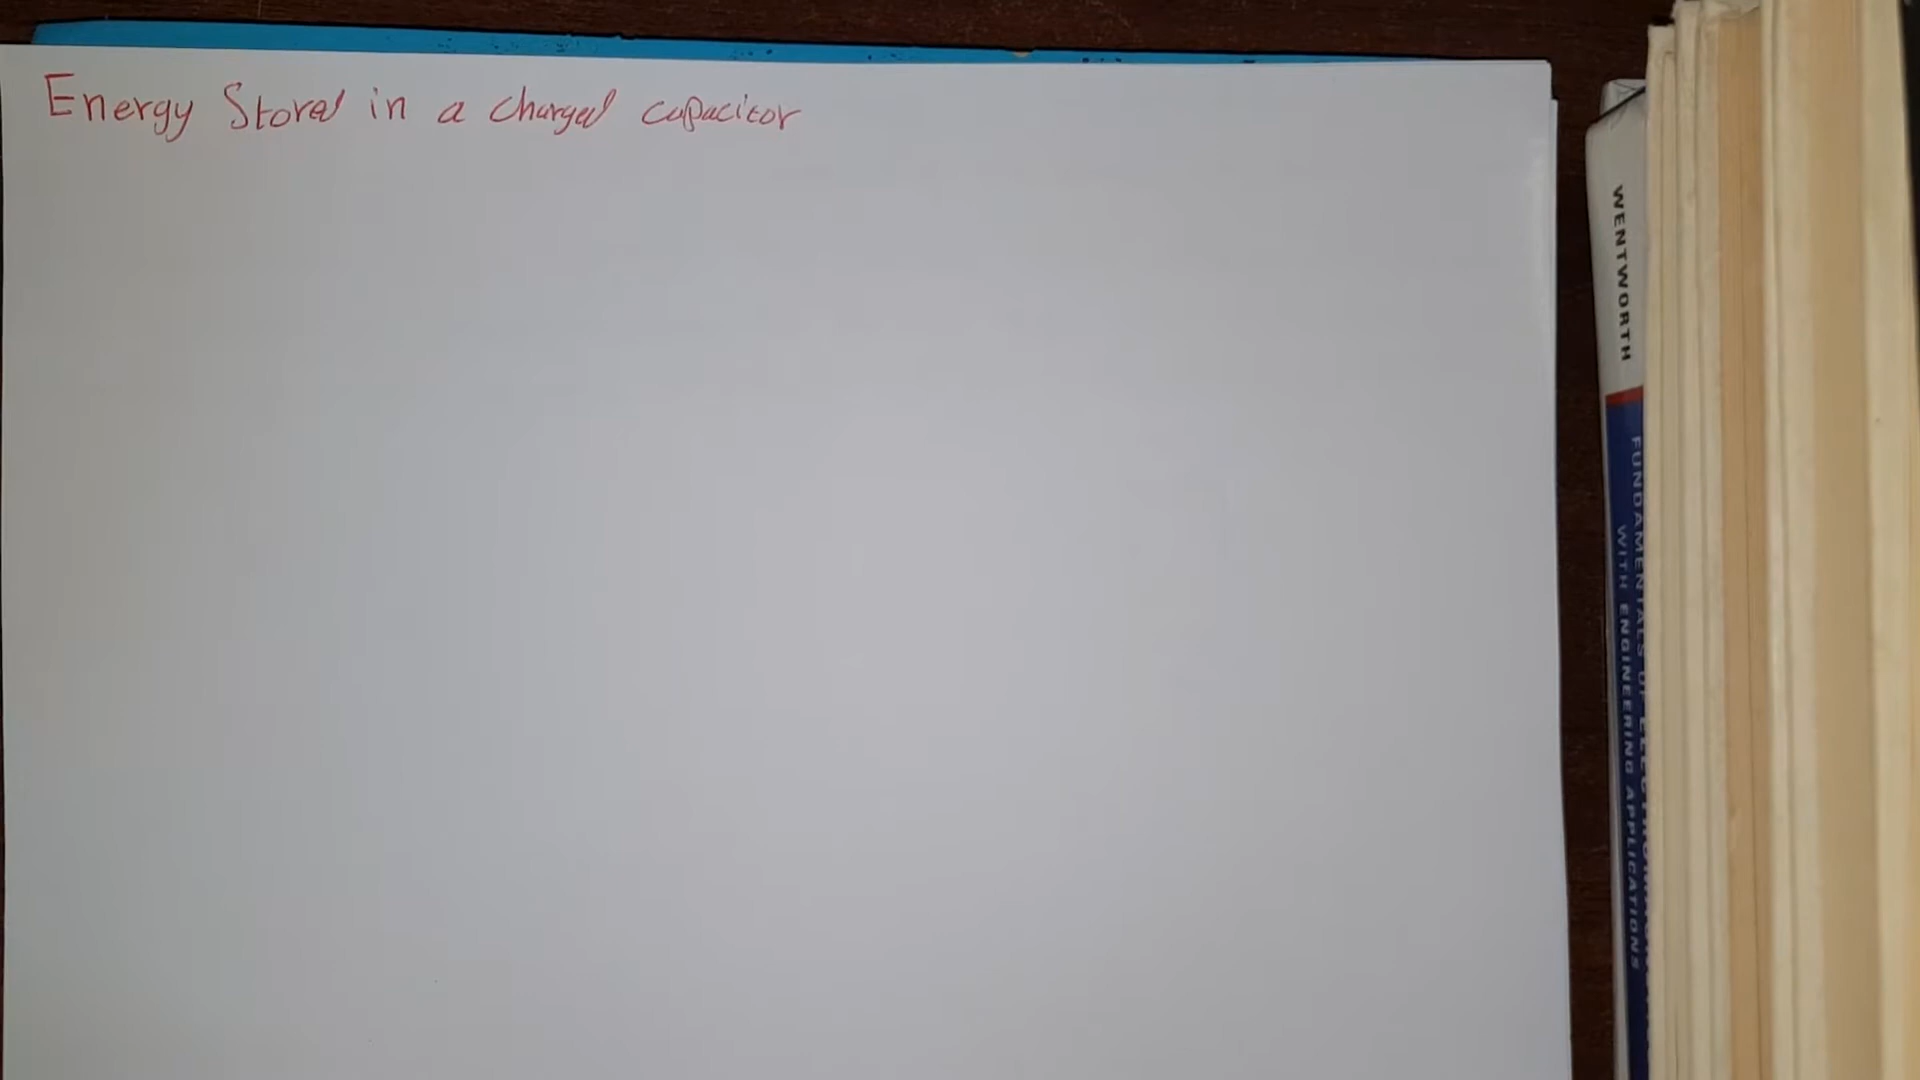 Energy Stored in a charged capacitor
WENTWORTH
FUNDAMENTALS OF ELECTROMAGNETICS
WITH ENGINEERING APPLICATIONS